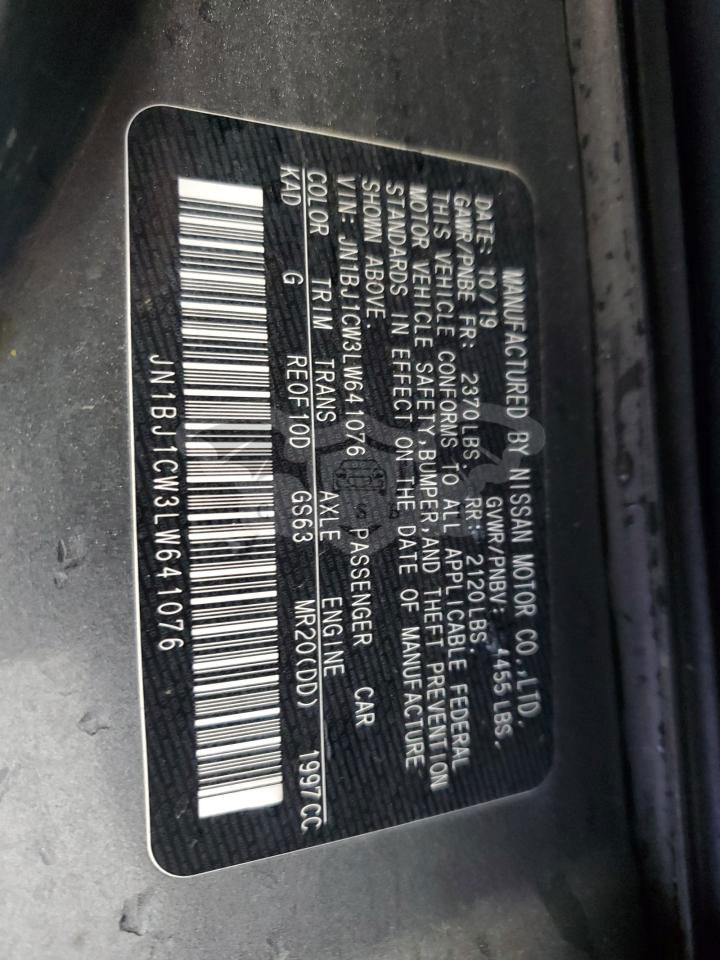 MANUFACTURED BY NISSAN MOTOR CO.,LTD.
DATE: 10/19 GVWR/PNBV: 4455 LBS.
GAWR/PNBE FR: 2370 LBS. RR: 2120 LBS.
THIS VEHICLE CONFORMS TO ALL APPLICABLE FEDERAL
MOTOR VEHICLE SAFETY,BUMPER,AND THEFT PREVENTION
STANDARDS IN EFFECT ON THE DATE OF MANUFACTURE
SHOWN ABOVE.
VIN: JN1BJ1CW3LW641076 PASSENGER CAR
COLOR TRIM TRANS AXLE ENGINE
KAD G RE0F10D GS63 MR20(DD) 1997CC
JN1BJ1CW3LW641076